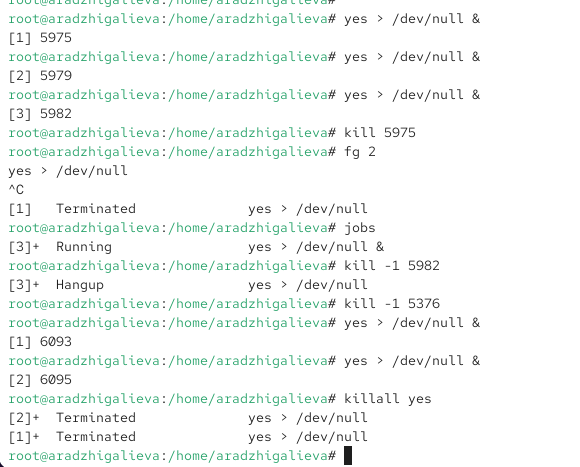 root@aradzhigalieva:/home/aradzhigalieva#
root@aradzhigalieva:/home/aradzhigalieva# yes > /dev/null &
[1] 5975
root@aradzhigalieva:/home/aradzhigalieva# yes > /dev/null &
[2] 5979
root@aradzhigalieva:/home/aradzhigalieva# yes > /dev/null &
[3] 5982
root@aradzhigalieva:/home/aradzhigalieva# kill 5975
root@aradzhigalieva:/home/aradzhigalieva# fg 2
yes > /dev/null
^C
[1]   Terminated              yes > /dev/null
root@aradzhigalieva:/home/aradzhigalieva# jobs
[3]+  Running                 yes > /dev/null &
root@aradzhigalieva:/home/aradzhigalieva# kill -1 5982
[3]+  Hangup                  yes > /dev/null
root@aradzhigalieva:/home/aradzhigalieva# kill -1 5376
root@aradzhigalieva:/home/aradzhigalieva# yes > /dev/null &
[1] 6093
root@aradzhigalieva:/home/aradzhigalieva# yes > /dev/null &
[2] 6095
root@aradzhigalieva:/home/aradzhigalieva# killall yes
[2]+  Terminated              yes > /dev/null
[1]+  Terminated              yes > /dev/null
root@aradzhigalieva:/home/aradzhigalieva#